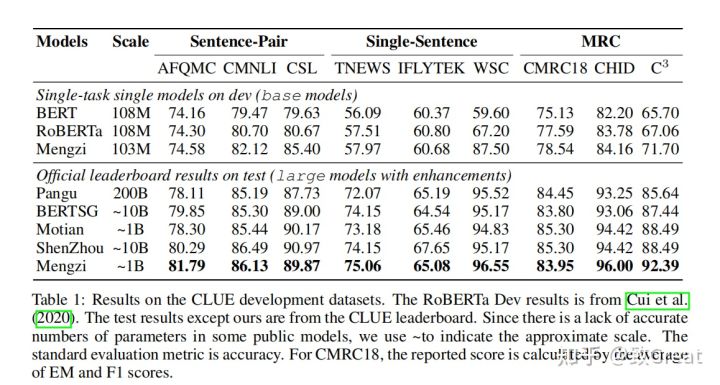 Models Scale Sentence-Pair Single-Sentence MRC
AFQMC CMNLI CSL TNEWS IFLYTEK WSC CMRC18 CHID C³
Single-task single models on dev (base models)
BERT 108M 74.16 79.47 79.63 56.09 60.37 59.60 75.13 82.20 65.70
RoBERTa 108M 74.30 80.70 80.67 57.51 60.80 67.20 77.59 83.78 67.06
Mengzi 103M 74.58 82.12 85.40 57.97 60.68 87.50 78.54 84.16 71.70
Official leaderboard results on test (large models with enhancements)
Pangu 200B 78.11 85.19 87.73 72.07 65.19 95.52 84.45 93.25 85.64
BERTSG ~10B 79.85 85.30 89.00 74.15 64.54 95.17 83.80 93.06 87.44
Motian ~1B 78.30 85.44 90.17 73.18 65.46 94.83 85.30 94.42 88.49
ShenZhou ~10B 80.29 86.49 90.97 74.15 67.65 95.17 85.30 94.42 88.49
Mengzi ~1B 81.79 86.13 89.87 75.06 65.08 96.55 83.95 96.00 92.39
Table 1: Results on the CLUE development datasets. The RoBERTa Dev results is from Cui et al.
(2020). The test results except ours are from the CLUE leaderboard. Since there is a lack of accurate
numbers of parameters in some public models, we use ~to indicate the approximate scale. The
standard evaluation metric is accuracy. For CMRC18, the reported score is calculated by the average
of EM and F1 scores.